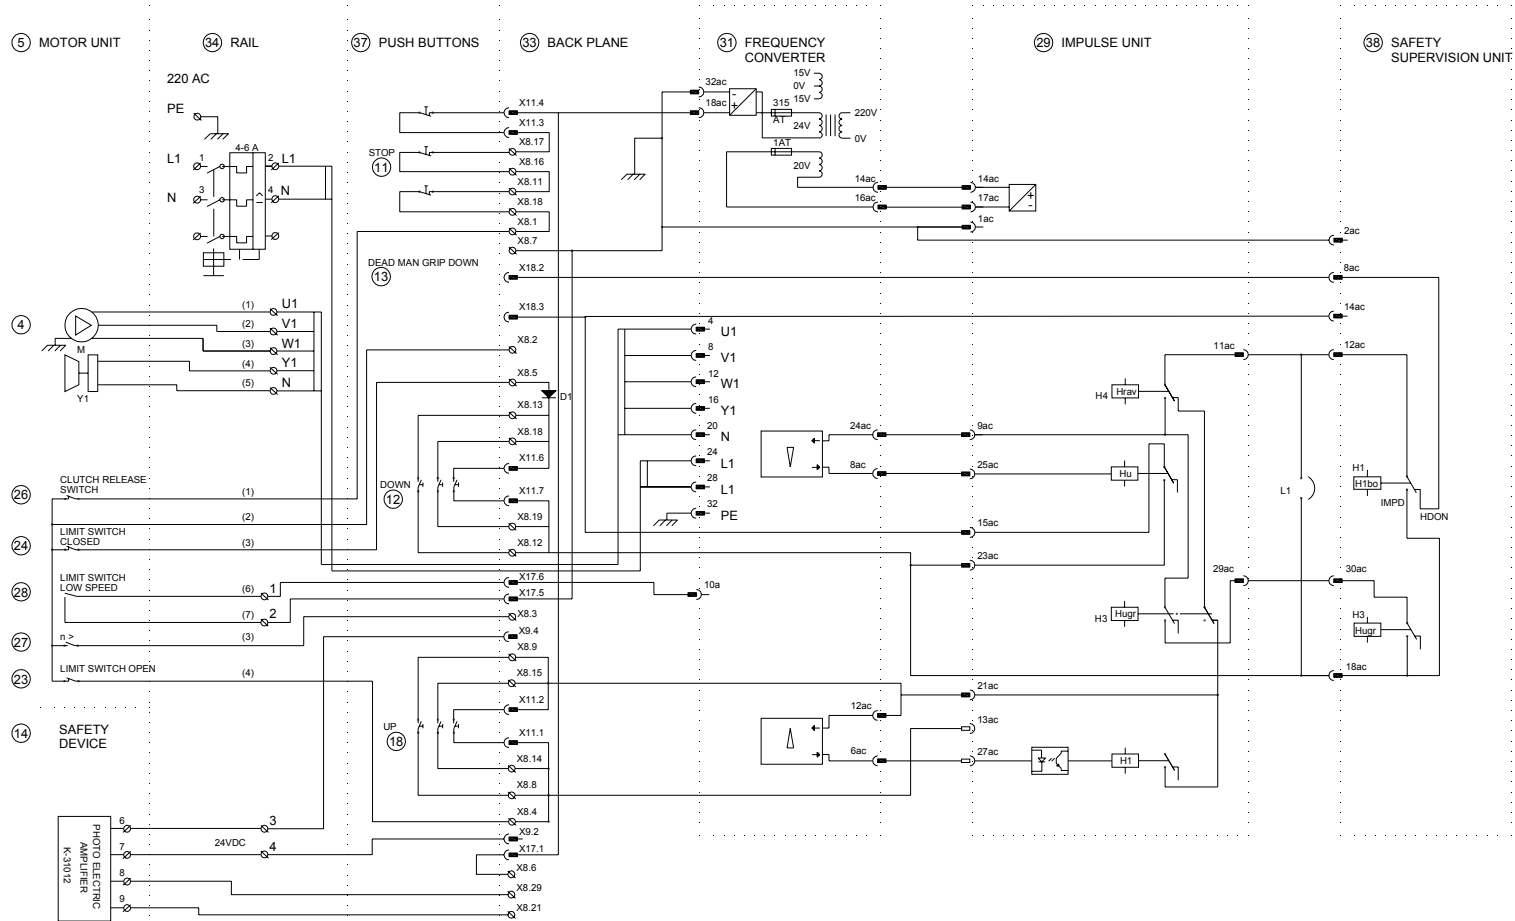 5 MOTOR UNIT
34 RAIL
37 PUSH BUTTONS
33 BACK PLANE
31 FREQUENCY
CONVERTER
29 IMPULSE UNIT
38 SAFETY
SUPERVISION UNIT
220 AC
PE
4-6 A
L1 1 2 L1
N 3 4 N
STOP
11
DEAD MAN GRIP DOWN
13
4
M
Y1
(1) U1
(2) V1
(3) W1
(4) Y1
(5) N
26 CLUTCH RELEASE
SWITCH
(1)
(2)
24 LIMIT SWITCH
CLOSED
(3)
28 LIMIT SWITCH
LOW SPEED
(6) 1
(7) 2
27 n >
(3)
23 LIMIT SWITCH OPEN
(4)
14 SAFETY
DEVICE
PHOTO ELECTRIC
AMPLIFIER
K-31012
6
7
8
9
3
24VDC 4
DOWN
12
UP
18
X11.4
X11.3
X8.17
X8.16
X8.11
X8.18
X8.1
X8.7
X18.2
X18.3
X8.2
X8.5
D1
X8.13
X8.18
X11.6
X11.7
X8.19
X8.12
X17.6
X17.5
X8.3
X9.4
X8.9
X8.15
X11.2
X11.1
X8.14
X8.8
X8.4
X9.2
X17.1
X8.6
X8.29
X8.21
32ac
18ac
-
+
15V
0V
15V
315
AT
24V
220V
0V
1AT
20V
14ac
16ac
4 U1
8 V1
12 W1
16 Y1
20 N
24 L1
28 L1
32 PE
10a
24ac
8ac
12ac
6ac
14ac
17ac
+
-
1ac
9ac
25ac
15ac
23ac
21ac
13ac
27ac
11ac
H4 Hrav
Hu
29ac
H3 Hugr
H1
L1
2ac
8ac
14ac
12ac
H1
H1bo
IMPD
HDON
30ac
H3
Hugr
18ac